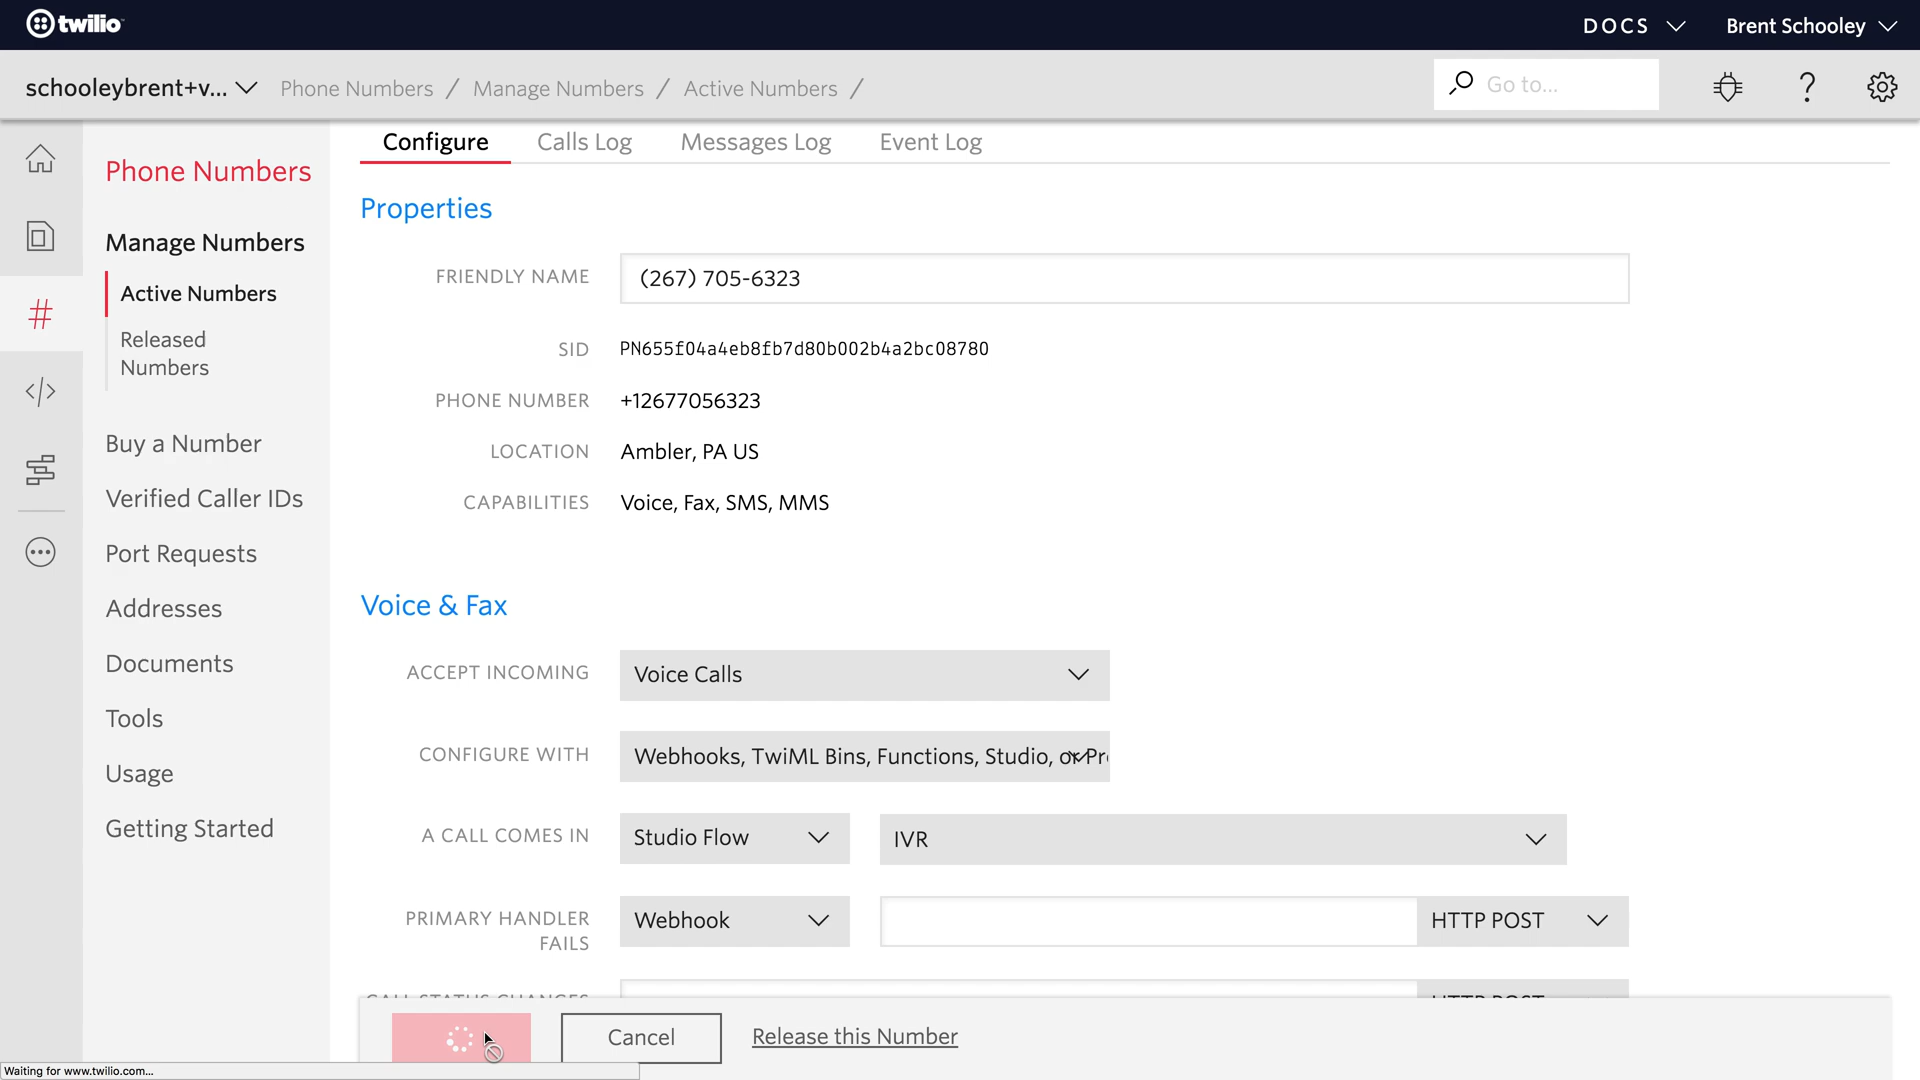 twilio
DOCS
Brent Schooley
schooleybrent+v...
Phone Numbers / Manage Numbers / Active Numbers /
Go to...
Phone Numbers
Manage Numbers
Active Numbers
Released
Numbers
Buy a Number
Verified Caller IDs
Port Requests
Addresses
Documents
Tools
Usage
Getting Started
Configure
Calls Log
Messages Log
Event Log
Properties
FRIENDLY NAME
(267) 705-6323
SID
PN655f04a4eb8fb7d80b002b4a2bc08780
PHONE NUMBER
+12677056323
LOCATION
Ambler, PA US
CAPABILITIES
Voice, Fax, SMS, MMS
Voice & Fax
ACCEPT INCOMING
Voice Calls
CONFIGURE WITH
Webhooks, TwiML Bins, Functions, Studio, or Pr
A CALL COMES IN
Studio Flow
IVR
PRIMARY HANDLER
FAILS
Webhook
HTTP POST
CALL STATUS CHANGES
HTTP POST
Cancel
Release this Number
Waiting for www.twilio.com...